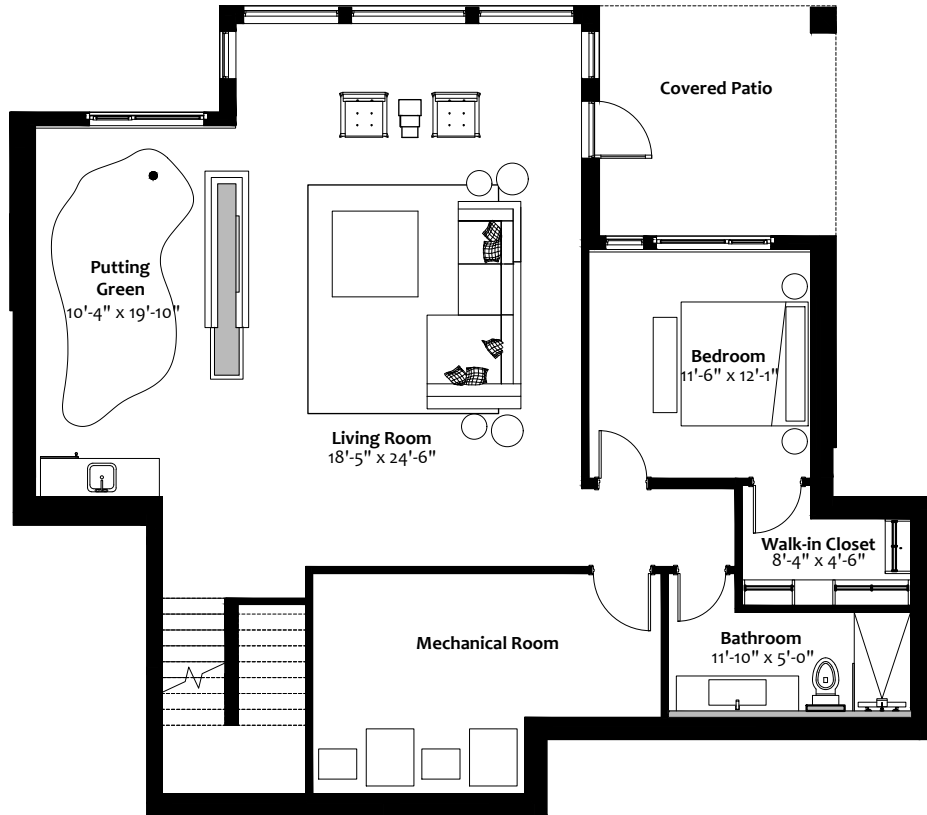 Covered Patio
Putting
Green
10'-4" x 19'-10"
Bedroom
11'-6" x 12'-1"
Living Room
18'-5" x 24'-6"
Walk-in Closet
8'-4" x 4'-6"
Mechanical Room
Bathroom
11'-10" x 5'-0"